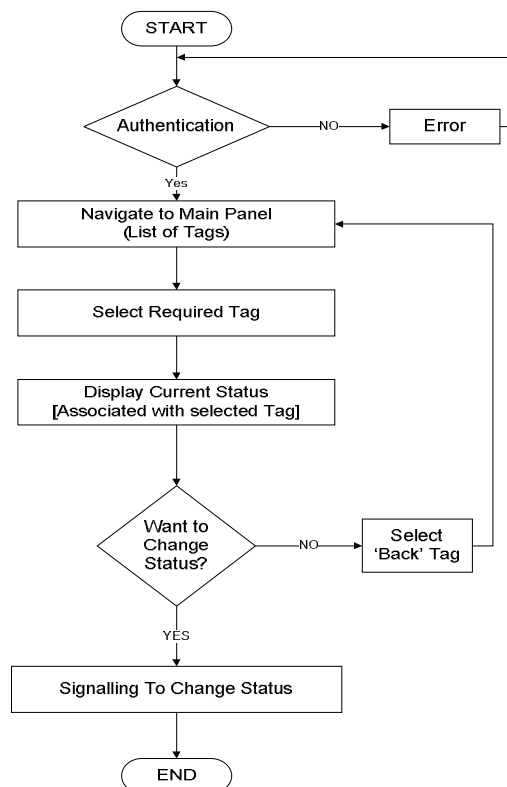 START
Authentication
NO
Error
Yes
Navigate to Main Panel
(List of Tags)
Select Required Tag
Display Current Status
[Associated with selected Tag]
Want to
Change
Status?
NO
Select
‘Back’ Tag
YES
Signalling To Change Status
END